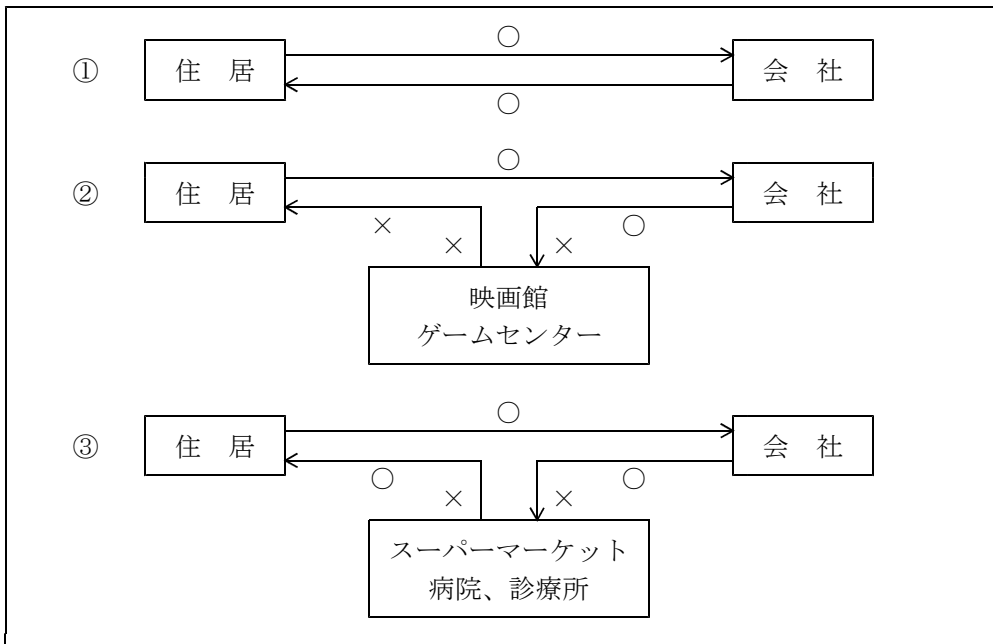 ○
① 住 居 会 社
○
○
② 住 居 会 社
× ○
× ×
映画館
ゲームセンター
○
③ 住 居 会 社
○ ○
× ×
スーパーマーケット
病院、診療所